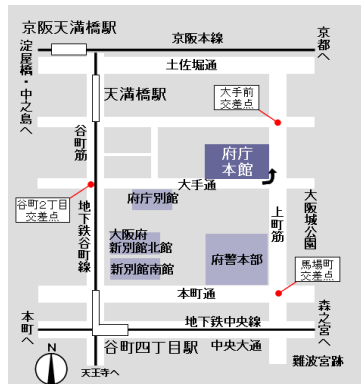 京阪天満橋駅
京阪本線
京都へ
淀屋橋・中之島へ
土佐堀通
天満橋駅
大手前
交差点
谷町筋
府庁
本館
大手通
谷町2丁目
交差点
府庁別館
地下鉄谷町線
上町筋
大阪城公園
大阪府
新別館北館
新別館南館
府警本部
馬場町
交差点
本町通
本町へ
地下鉄中央線
森之宮へ
谷町四丁目駅
中央大通
N
天王寺へ
難波宮跡